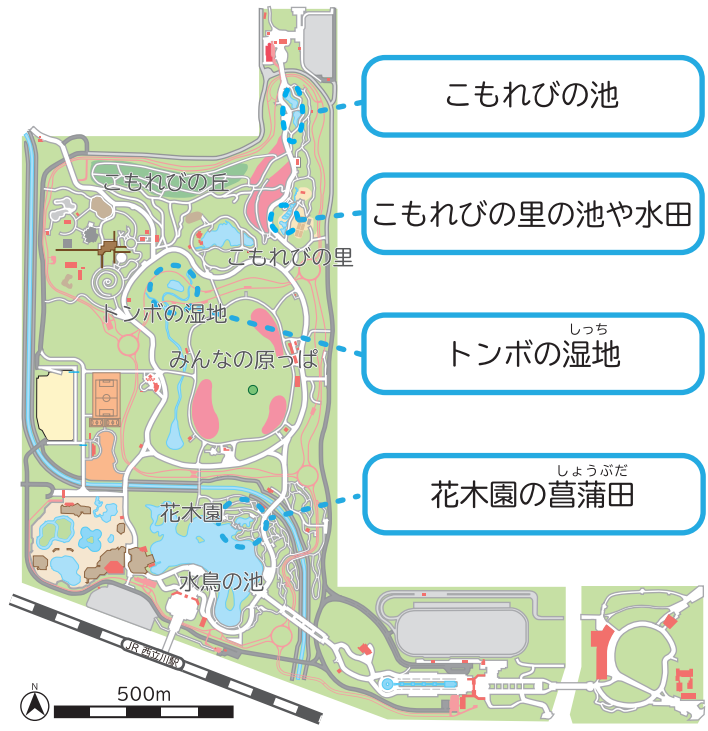 こもれびの池
こもれびの丘
こもれびの里の池や水田
こもれびの里
しっち
トンボの湿地
トンボの湿地
みんなの原っぱ
しょうぶだ
花木園の菖蒲田
花木園
水鳥の池
JR 西立川駅
N
500m